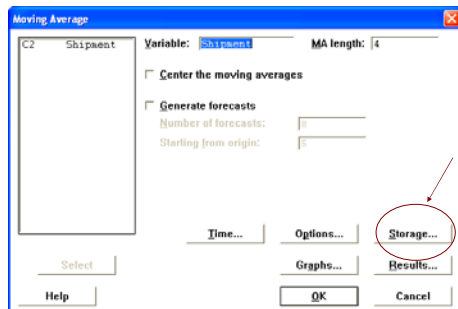 Moving Average
C2 Shipment
Variable: Shipment MA length: 4
Center the moving averages
Generate forecasts
Number of forecasts:
Starting from origin:
Time... Options... Storage...
Select Graphs... Results...
Help OK Cancel